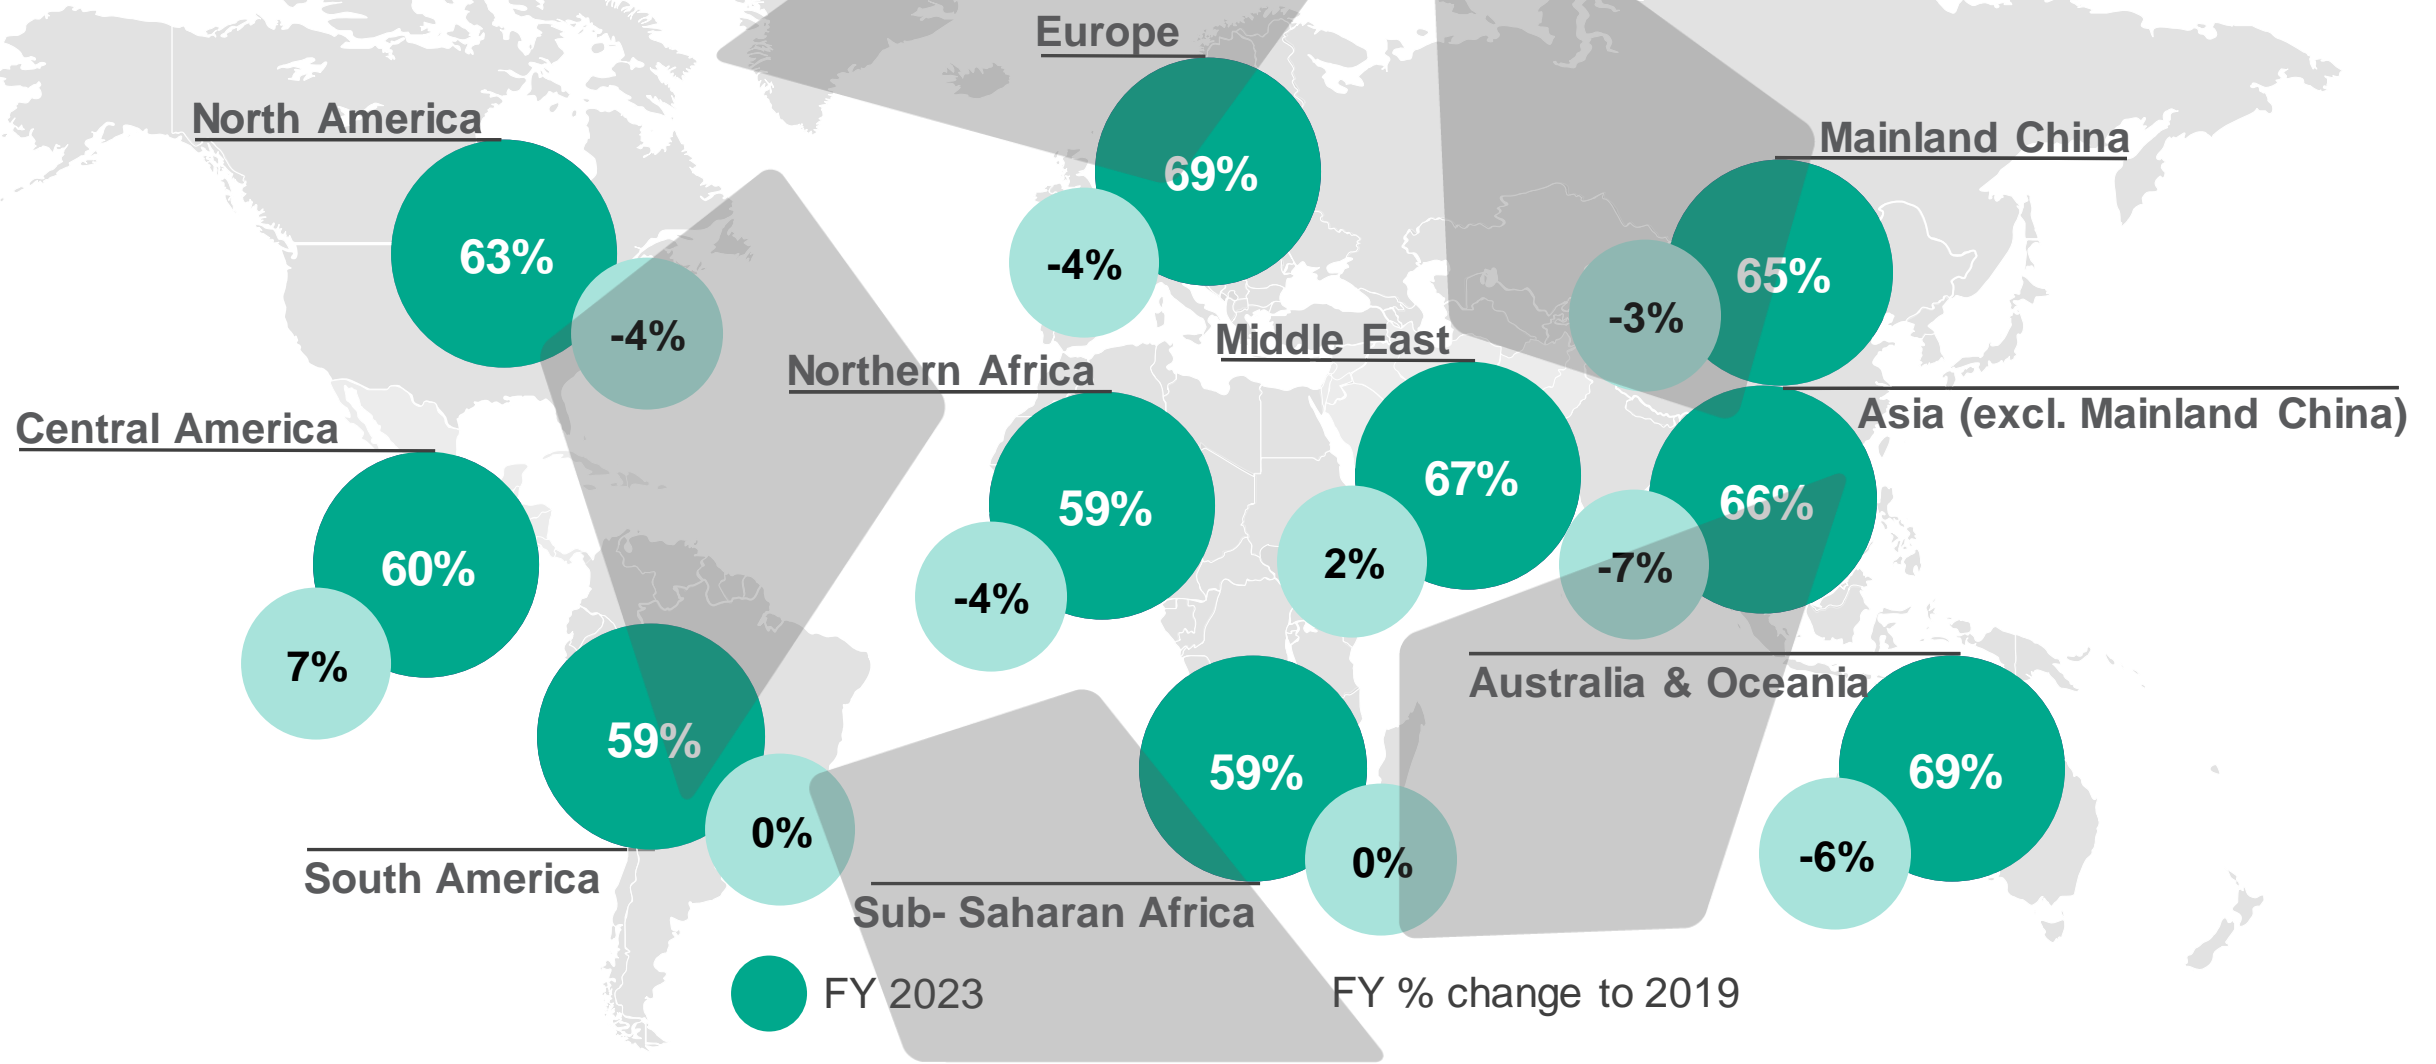 Europe
69%
-4%
North America
63%
-4%
Mainland China
65%
-3%
Middle East
67%
2%
Northern Africa
59%
-4%
Asia (excl. Mainland China)
66%
-7%
Central America
60%
7%
South America
59%
0%
Sub- Saharan Africa
59%
0%
Australia & Oceania
69%
-6%
FY 2023
FY % change to 2019